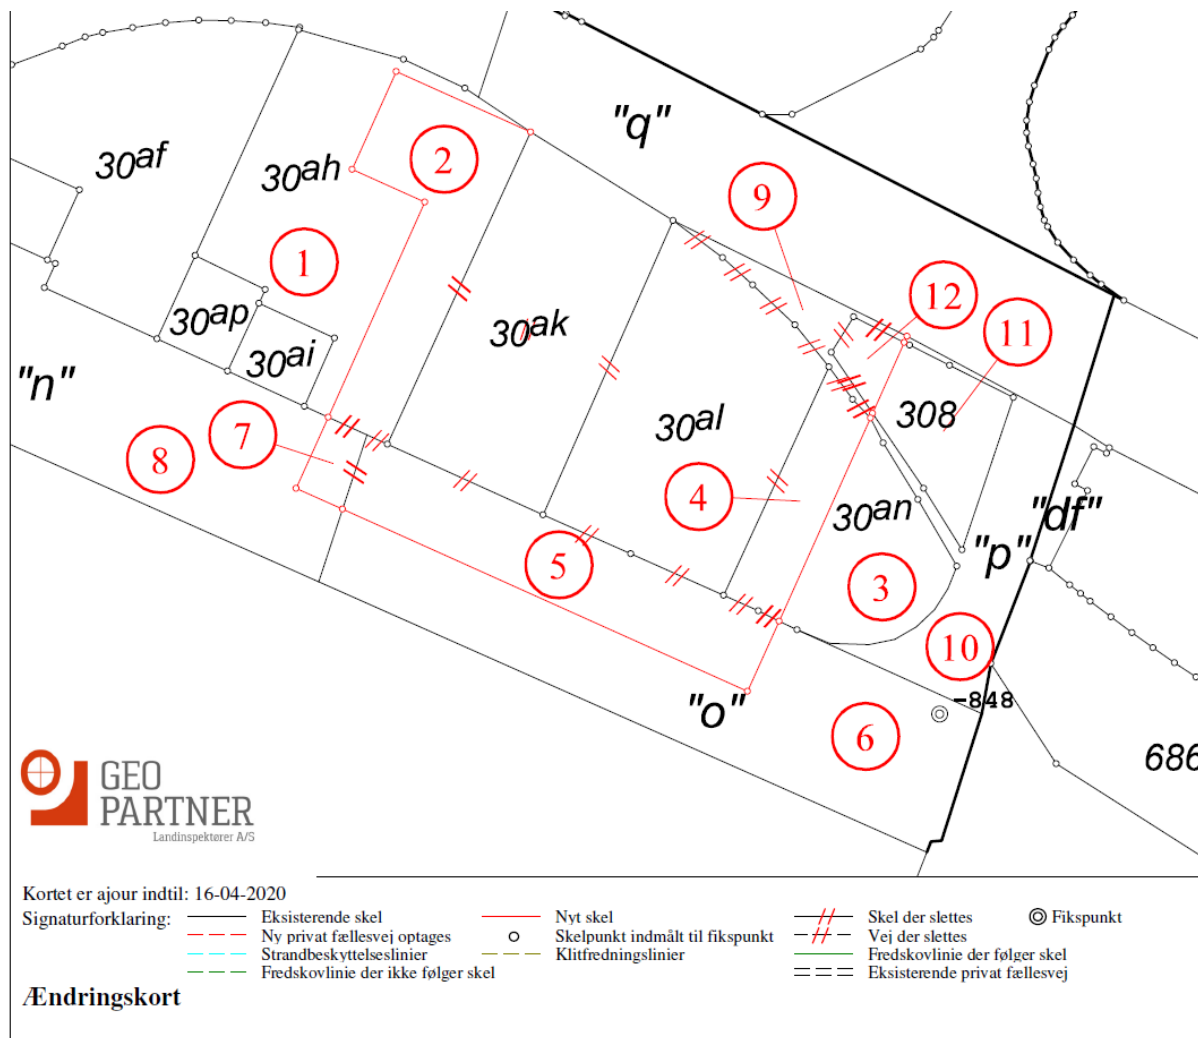 "q"
30af
30ah
2
9
1
12
11
30ap
30ak
30ai
"n"
308
30al
7
8
4
30an
"df"
"p"
5
3
10
"o"
-848
6
686
GEO
PARTNER
Landinspektører A/S
Kortet er ajour indtil: 16-04-2020
Signaturforklaring:
Eksisterende skel
Nyt skel
Skel der slettes
Fikspunkt
Ny privat fællesvej optages
Skelpunkt indmålt til fikspunkt
Vej der slettes
Strandbeskyttelseslinier
Klitfredningslinier
Fredskovlinie der følger skel
Fredskovlinie der ikke følger skel
Eksisterende privat fællesvej
Ændringskort